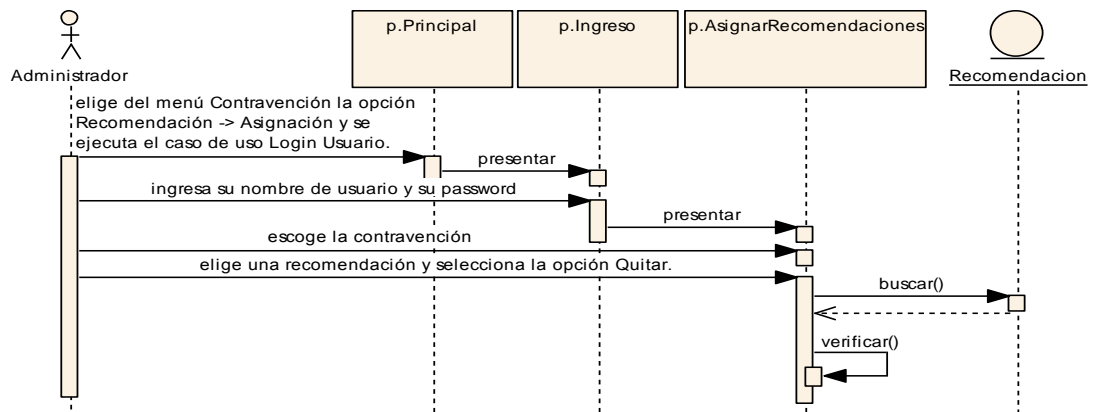 p.Principal
p.Ingreso
p.AsignarRecomendaciones
Administrador
Recomendacion
elige del menú Contravención la opción
Recomendación -> Asignación y se
ejecuta el caso de uso Login Usuario.
presentar
ingresa su nombre de usuario y su password
presentar
escoge la contravención
elige una recomendación y selecciona la opción Quitar.
buscar()
verificar()